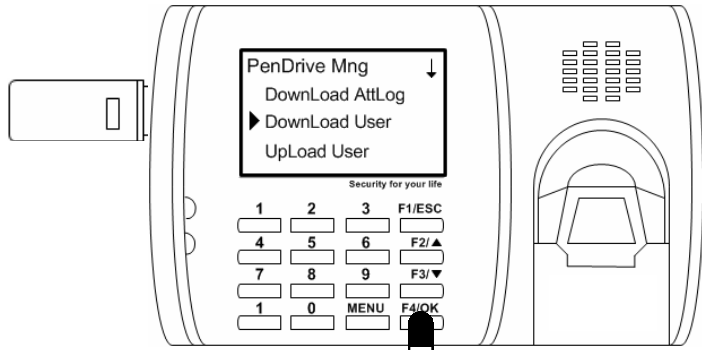 PenDrive Mng ↓
DownLoad AttLog
▶ DownLoad User
UpLoad User
Security for your life
1 2 3 F1/ESC
4 5 6 F2/▲
7 8 9 F3/▼
1 0 MENU F4/OK